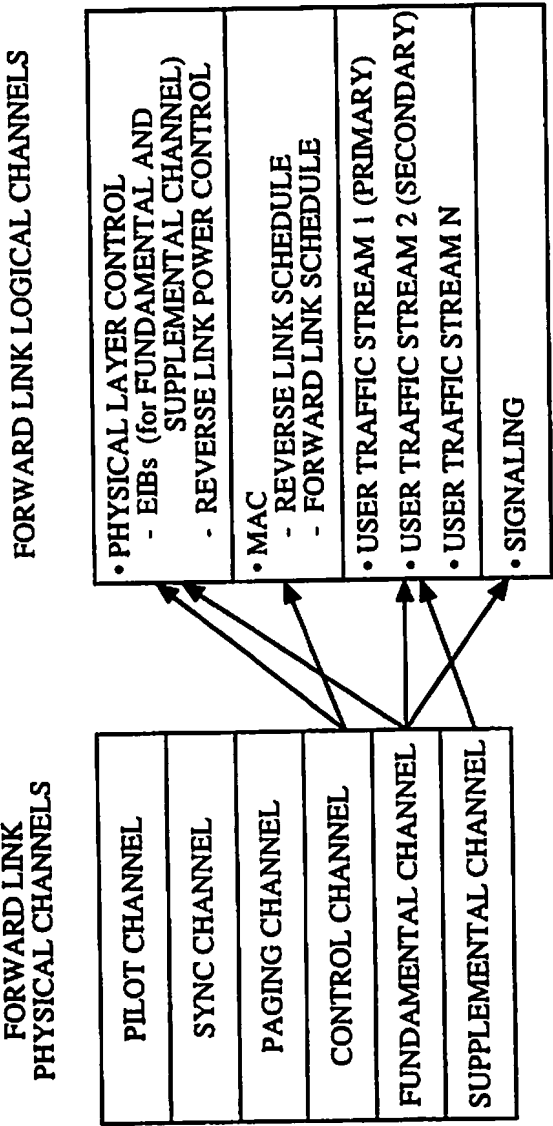 FORWARD LINK
PHYSICAL CHANNELS
PILOT CHANNEL
SYNC CHANNEL
PAGING CHANNEL
CONTROL CHANNEL
FUNDAMENTAL CHANNEL
SUPPLEMENTAL CHANNEL
FORWARD LINK LOGICAL CHANNELS
• PHYSICAL LAYER CONTROL
- EIBs (for FUNDAMENTAL AND
SUPPLEMENTAL CHANNEL)
- REVERSE LINK POWER CONTROL
• MAC
- REVERSE LINK SCHEDULE
- FORWARD LINK SCHEDULE
• USER TRAFFIC STREAM 1 (PRIMARY)
• USER TRAFFIC STREAM 2 (SECONDARY)
• USER TRAFFIC STREAM N
• SIGNALING